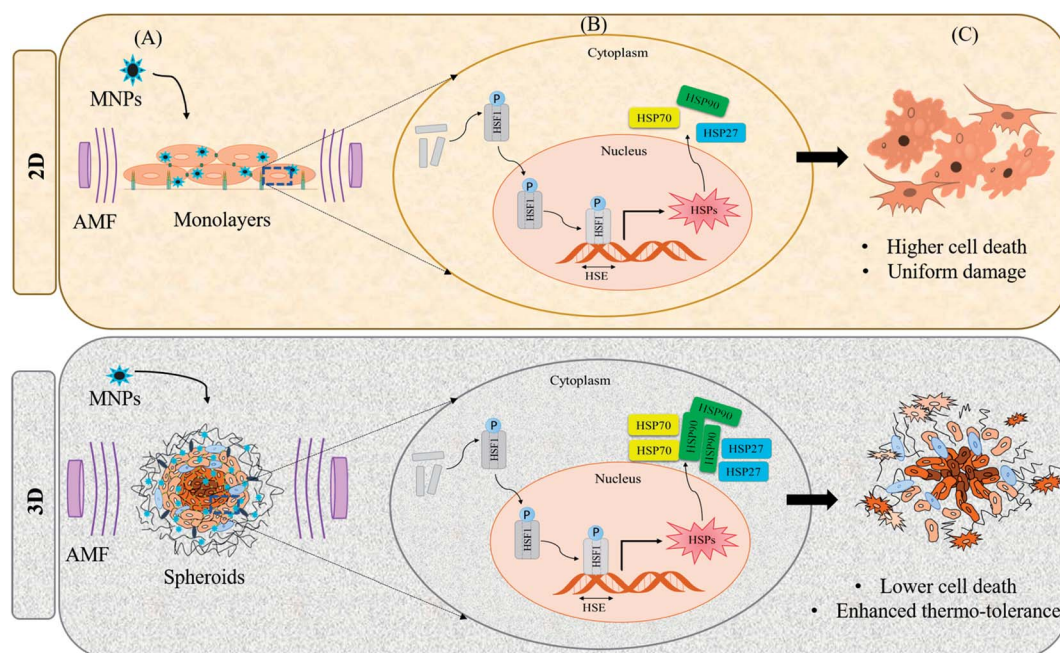 2D
(A)
(B)
(C)
MNPs
AMF
Monolayers
Cytoplasm
P
HSF1
HSP70
HSP90
HSP27
Nucleus
P
HSF1
P
HSF1
HSPs
HSE
• Higher cell death
• Uniform damage
3D
MNPs
AMF
Spheroids
Cytoplasm
P
HSF1
HSP70
HSP70
HSP90
HSP90
HSP90
HSP27
HSP27
Nucleus
P
HSF1
P
HSF1
HSPs
HSE
• Lower cell death
• Enhanced thermo-tolerance